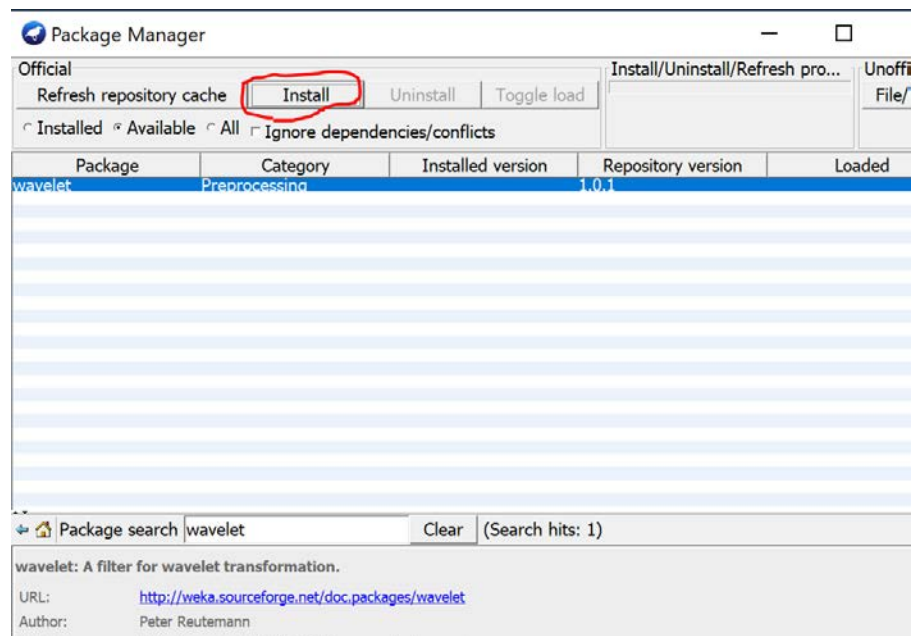 Package Manager
Official
Install/Uninstall/Refresh pro...
Unoffi
Refresh repository cache
Install
Uninstall
Toggle load
File/
Installed
Available
All
Ignore dependencies/conflicts
Package
Category
Installed version
Repository version
Loaded
wavelet
Preprocessing
1.0.1
Package search
wavelet
Clear
(Search hits: 1)
wavelet: A filter for wavelet transformation.
URL:
http://weka.sourceforge.net/doc.packages/wavelet
Author:
Peter Reutemann